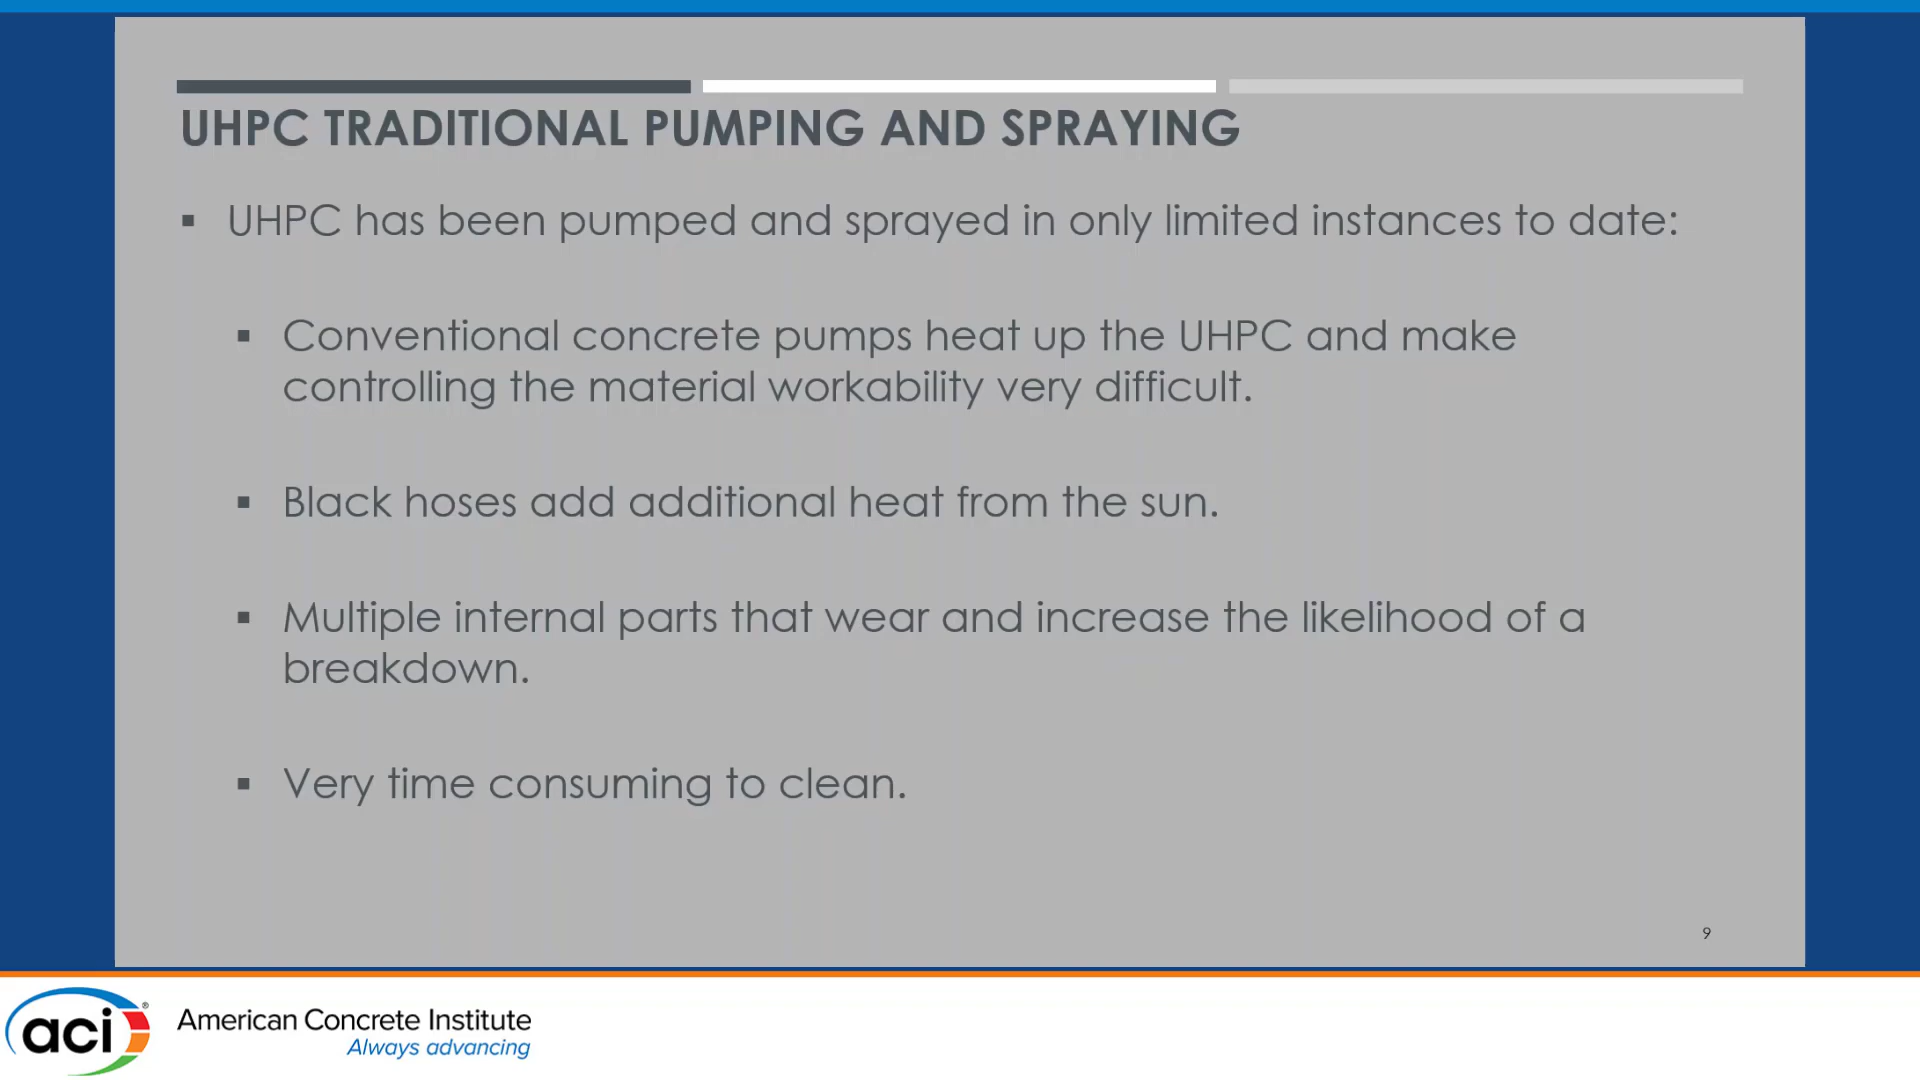 UHPC TRADITIONAL PUMPING AND SPRAYING
▪ UHPC has been pumped and sprayed in only limited instances to date:
▪ Conventional concrete pumps heat up the UHPC and make
controlling the material workability very difficult.
▪ Black hoses add additional heat from the sun.
▪ Multiple internal parts that wear and increase the likelihood of a
breakdown.
▪ Very time consuming to clean.
9
aci®
American Concrete Institute
Always advancing